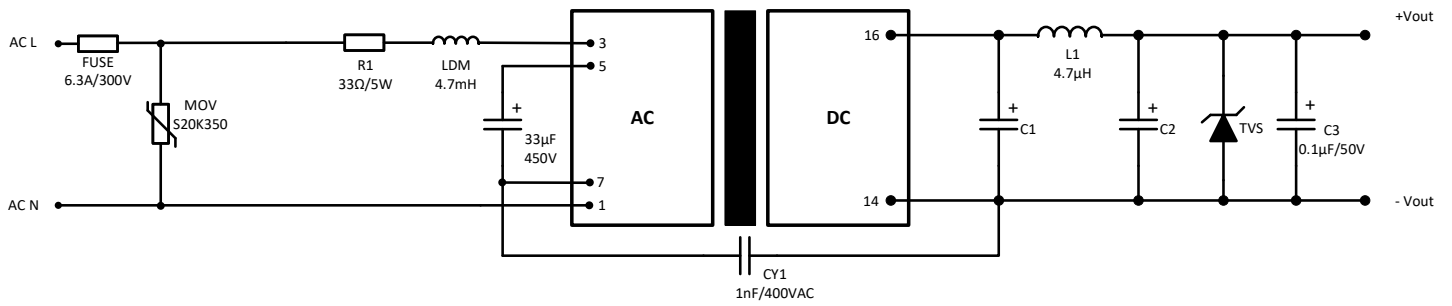 AC L
FUSE
6.3A/300V
MOV
S20K350
R1
33Ω/5W
LDM
4.7mH
33µF
450V
+
3
5
7
1
AC
DC
16
14
CY1
1nF/400VAC
+
C1
L1
4.7µH
+
C2
TVS
+
C3
0.1µF/50V
+Vout
- Vout
AC N